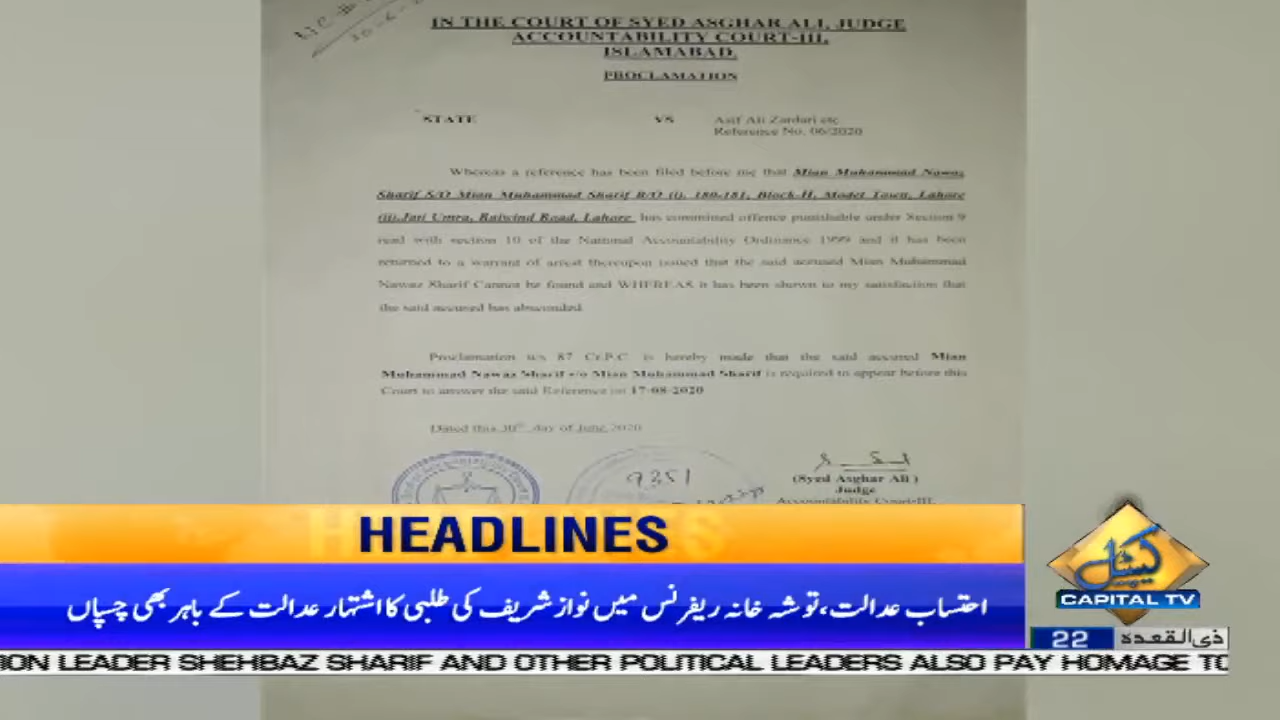 IN THE COURT OF SYED ASGHAR ALI, JUDGE
ACCOUNTABILITY COURT-III,
ISLAMABAD.
PROCLAMATION
STATE VS Asif Ali Zardari etc
Reference No. 06/2020
Whereas a reference has been filed before me that Mian Muhammad Nawaz
Sharif S/O Mian Muhammad Sharif R/O (i). 180-181, Block-H, Model Town, Lahore
(ii).Jati Umra, Raiwind Road, Lahore has committed offence punishable under Section 9
read with section 10 of the National Accountability Ordinance 1999 and it has been
returned to a warrant of arrest thereupon issued that the said accused Mian Muhammad
Nawaz Sharif Cannot be found and WHEREAS it has been shown to my satisfaction that
the said accused has absconded.
Proclamation u/s 87 Cr.P.C. is hereby made that the said accused Mian
Muhammad Nawaz Sharif s/o Mian Muhammad Sharif is required to appear before this
Court to answer the said Reference on 17-08-2020
Dated this 30th day of June, 2020
9351
(Syed Asghar Ali)
Judge
Accountability Court-III,
HEADLINES
احتساب عدالت، توشہ خانہ ریفرنس میں نواز شریف کی طلبی کا اشتہار عدالت کے باہر بھی چسپاں
کیپٹل
CAPITAL TV
22 ذی القعدہ
ION LEADER SHEHBAZ SHARIF AND OTHER POLITICAL LEADERS ALSO PAY HOMAGE TO